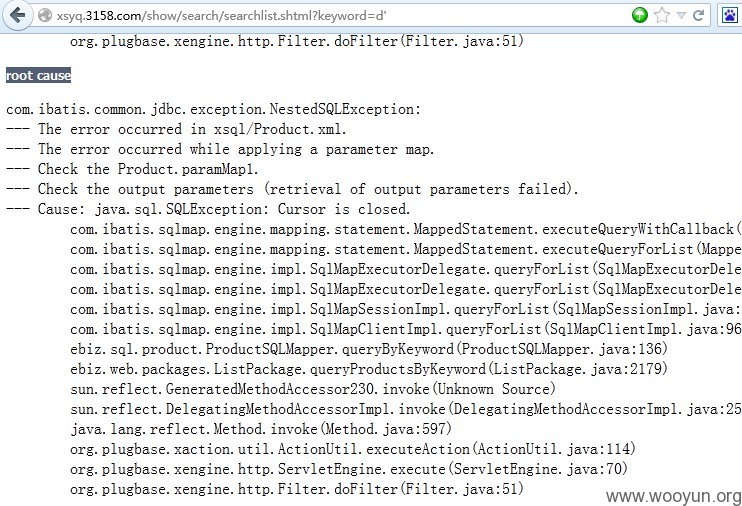 xsyq.3158.com/show/search/searchlist.shtml?keyword=d'
org.plugbase.xengine.http.Filter.doFilter(Filter.java:51)
root cause
com.ibatis.common.jdbc.exception.NestedSQLException:
--- The error occurred in xsql/Product.xml.
--- The error occurred while applying a parameter map.
--- Check the Product.paramMap1.
--- Check the output parameters (retrieval of output parameters failed).
--- Cause: java.sql.SQLException: Cursor is closed.
com.ibatis.sqlmap.engine.mapping.statement.MappedStatement.executeQueryWithCallback(
com.ibatis.sqlmap.engine.mapping.statement.MappedStatement.executeQueryForList(Mappe
com.ibatis.sqlmap.engine.impl.SqlMapExecutorDelegate.queryForList(SqlMapExecutorDele
com.ibatis.sqlmap.engine.impl.SqlMapExecutorDelegate.queryForList(SqlMapExecutorDele
com.ibatis.sqlmap.engine.impl.SqlMapSessionImpl.queryForList(SqlMapSessionImpl.java:
com.ibatis.sqlmap.engine.impl.SqlMapClientImpl.queryForList(SqlMapClientImpl.java:96
ebiz.sql.product.ProductSQLMapper.queryByKeyword(ProductSQLMapper.java:136)
ebiz.web.packages.ListPackage.queryProductsByKeyword(ListPackage.java:2179)
sun.reflect.GeneratedMethodAccessor230.invoke(Unknown Source)
sun.reflect.DelegatingMethodAccessorImpl.invoke(DelegatingMethodAccessorImpl.java:25
java.lang.reflect.Method.invoke(Method.java:597)
org.plugbase.xaction.util.ActionUtil.executeAction(ActionUtil.java:114)
org.plugbase.xengine.http.ServletEngine.execute(ServletEngine.java:70)
org.plugbase.xengine.http.Filter.doFilter(Filter.java:51)
www.wooyun.org